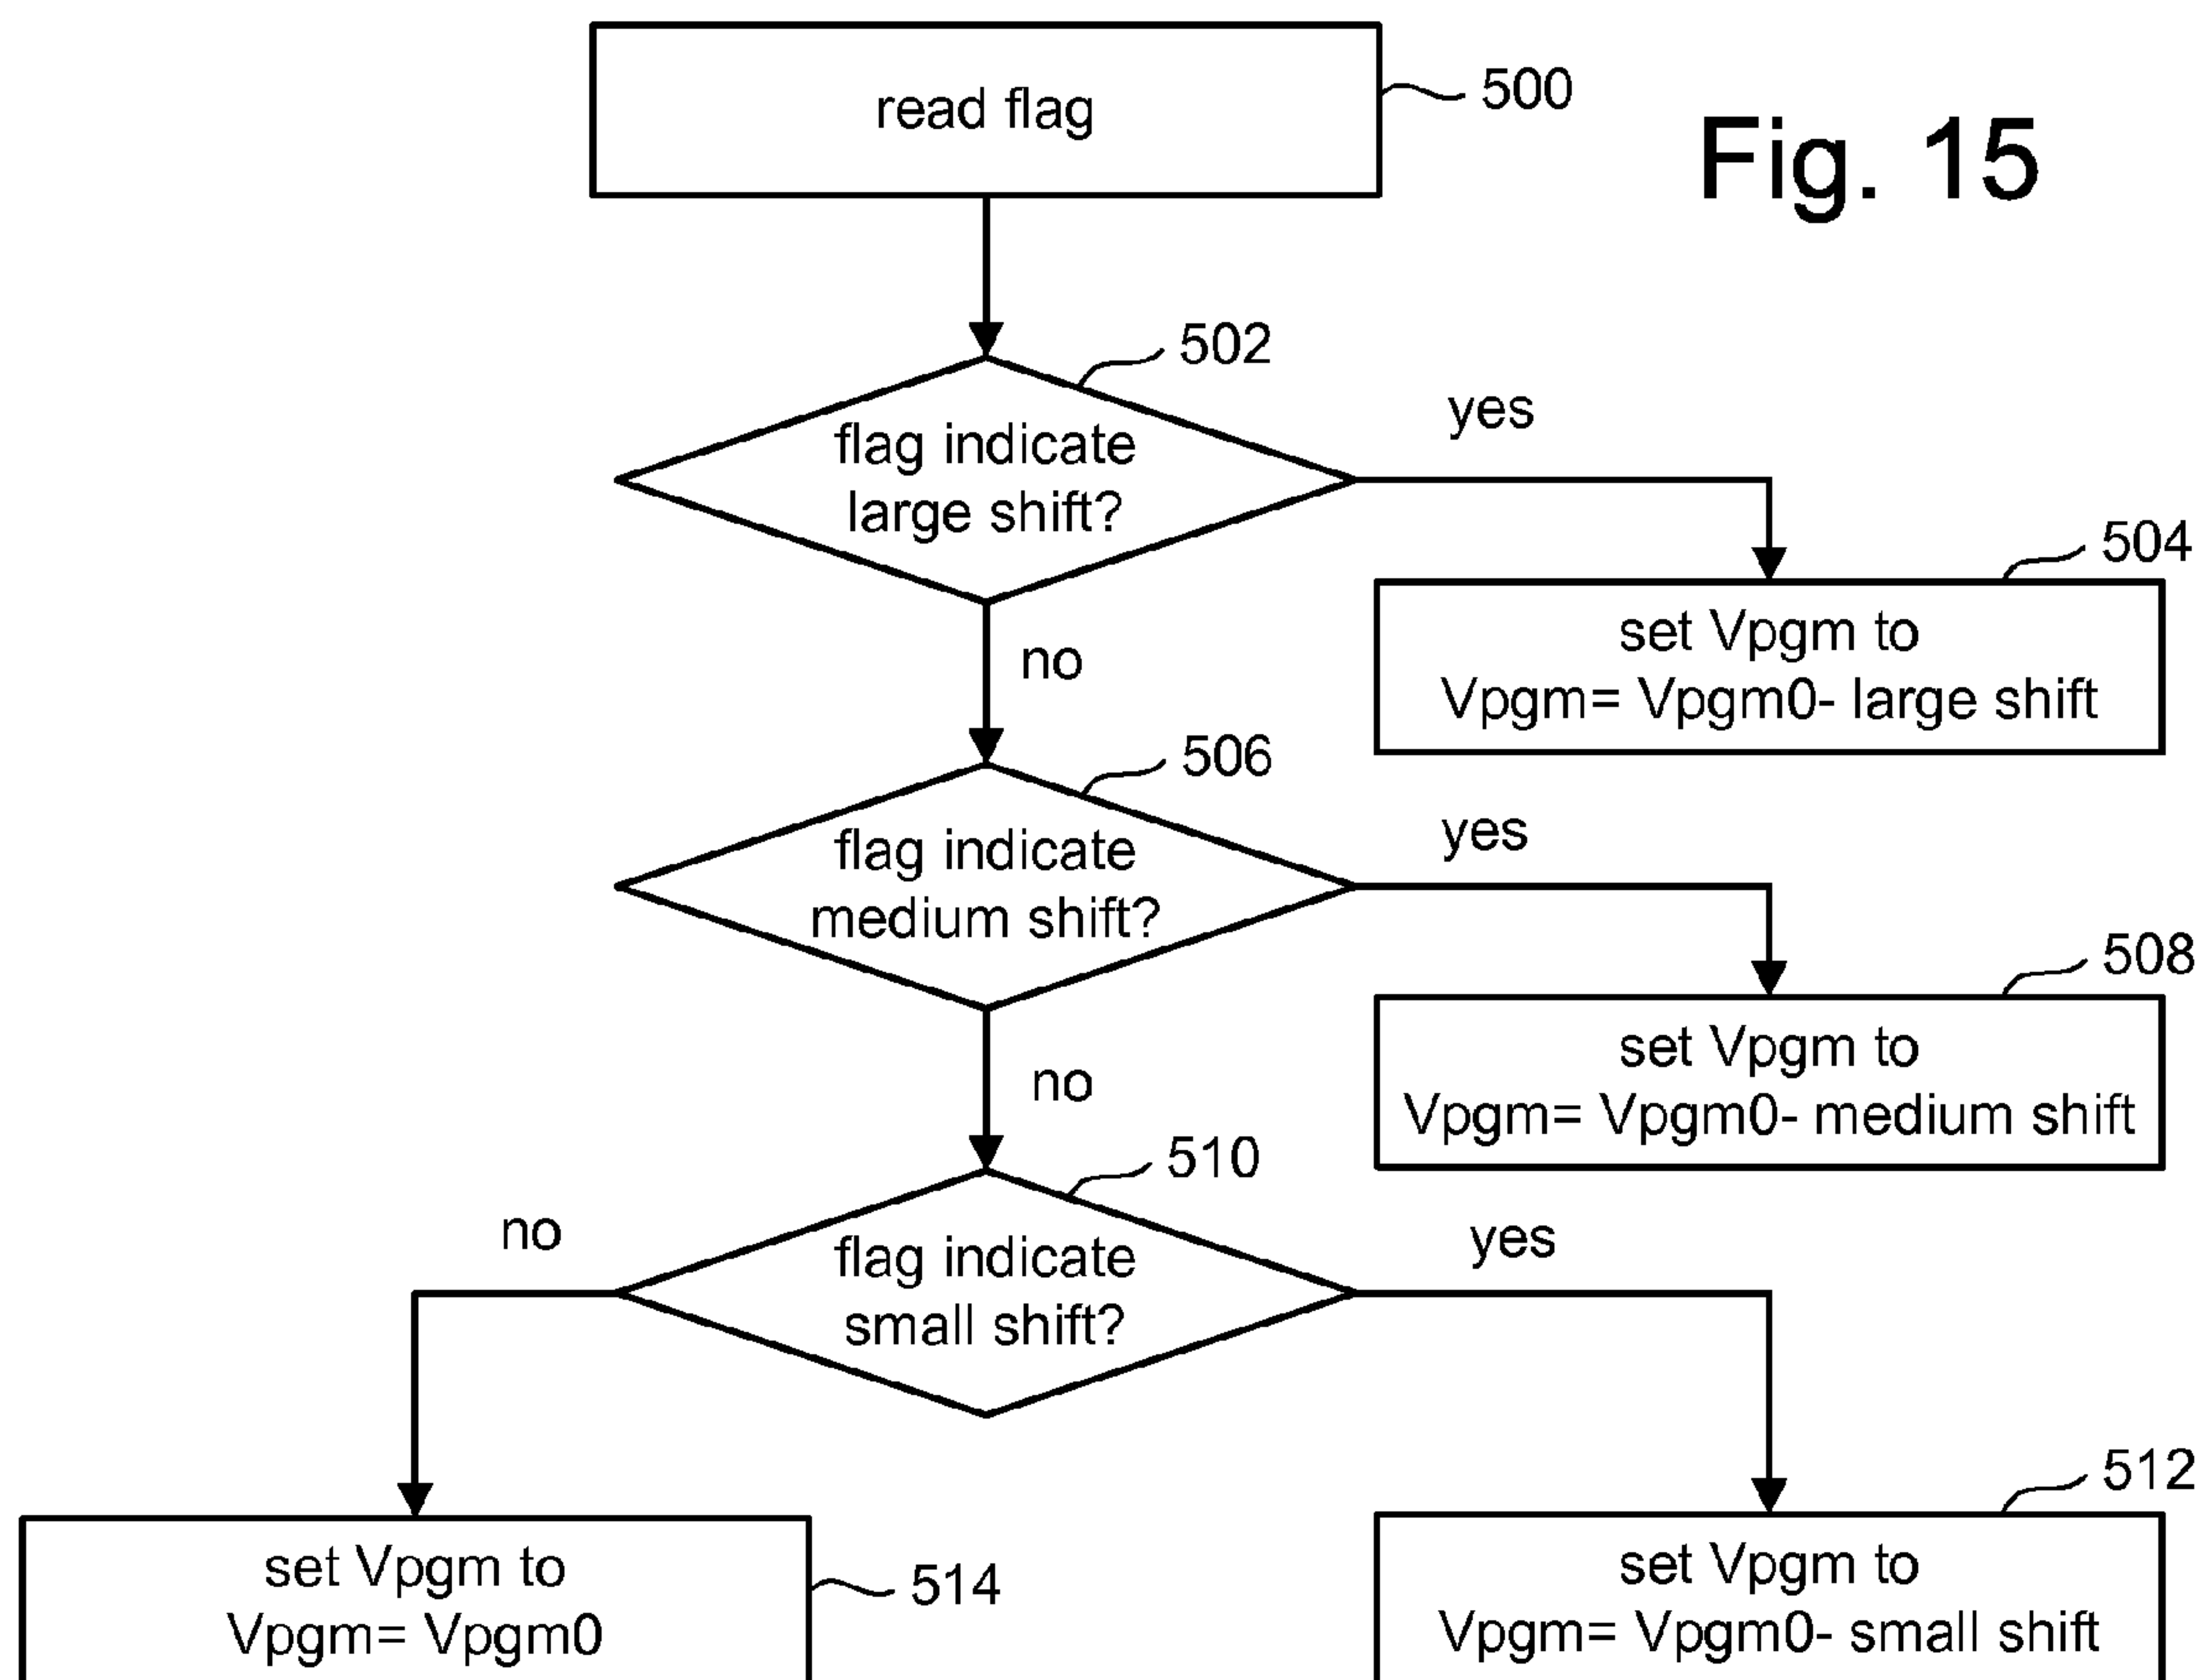 read flag
500
Fig. 15
502
flag indicate
large shift?
yes
504
set Vpgm to
Vpgm= Vpgm0- large shift
no
506
flag indicate
medium shift?
yes
508
set Vpgm to
Vpgm= Vpgm0- medium shift
no
510
flag indicate
small shift?
no
yes
512
set Vpgm to
Vpgm= Vpgm0- small shift
set Vpgm to
Vpgm= Vpgm0
514